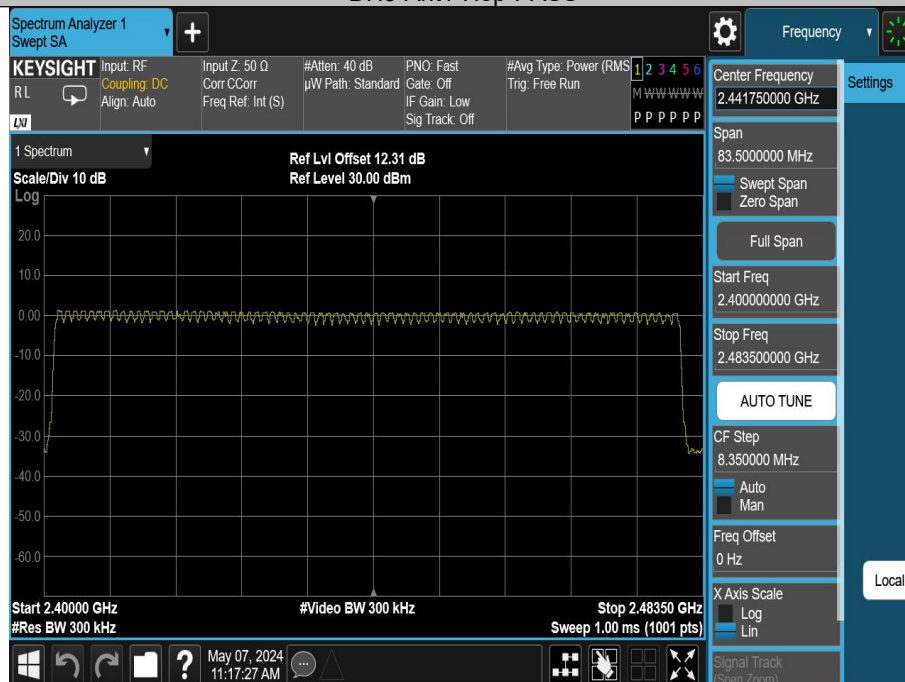 Spectrum Analyzer 1
Swept SA
+
Frequency
KEYSIGHT
RL
LXI
Input: RF
Coupling: DC
Align: Auto
Input Z: 50 Ω
Corr CCorr
Freq Ref: Int (S)
#Atten: 40 dB
µW Path: Standard
PNO: Fast
Gate: Off
IF Gain: Low
Sig Track: Off
#Avg Type: Power (RMS
Trig: Free Run
1 2 3 4 5 6
M W W W W W
P P P P P P
Center Frequency
2.441750000 GHz
Settings
Span
83.5000000 MHz
Swept Span
Zero Span
Full Span
Start Freq
2.400000000 GHz
Stop Freq
2.483500000 GHz
AUTO TUNE
CF Step
8.350000 MHz
Auto
Man
Freq Offset
0 Hz
X Axis Scale
Log
Lin
Signal Track
(Span Zoom)
Local
1 Spectrum
Scale/Div 10 dB
Ref Lvl Offset 12.31 dB
Ref Level 30.00 dBm
Log
20.0
10.0
0.00
-10.0
-20.0
-30.0
-40.0
-50.0
-60.0
Start 2.40000 GHz
#Video BW 300 kHz
Stop 2.48350 GHz
#Res BW 300 kHz
Sweep 1.00 ms (1001 pts)
?
May 07, 2024
11:17:27 AM